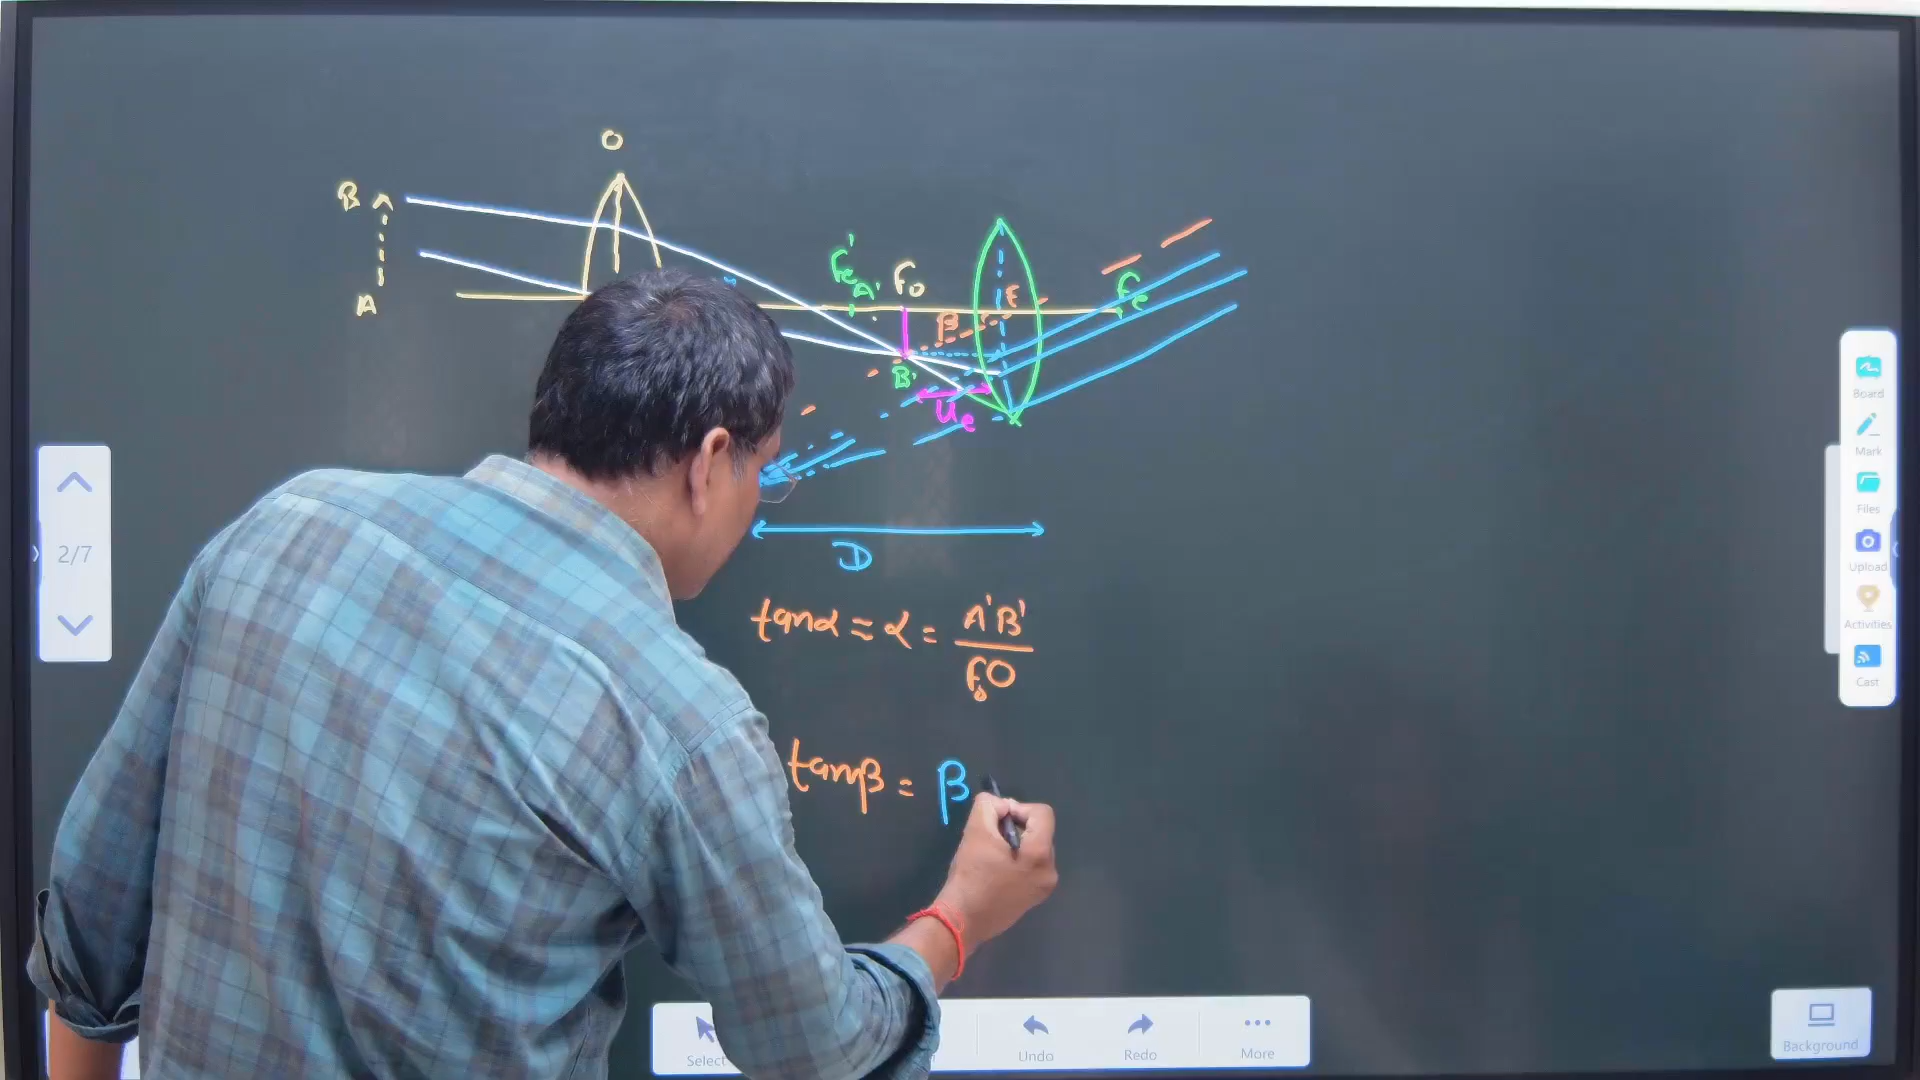 O
B
A
Fe'
A'
Fo
E
Fe
β
B'
ue
D
tanα ≈ α = A'B' / foO
tanβ = β
2/7
Board
Mark
Files
Upload
Activities
Cast
Select
Undo
Redo
More
Background